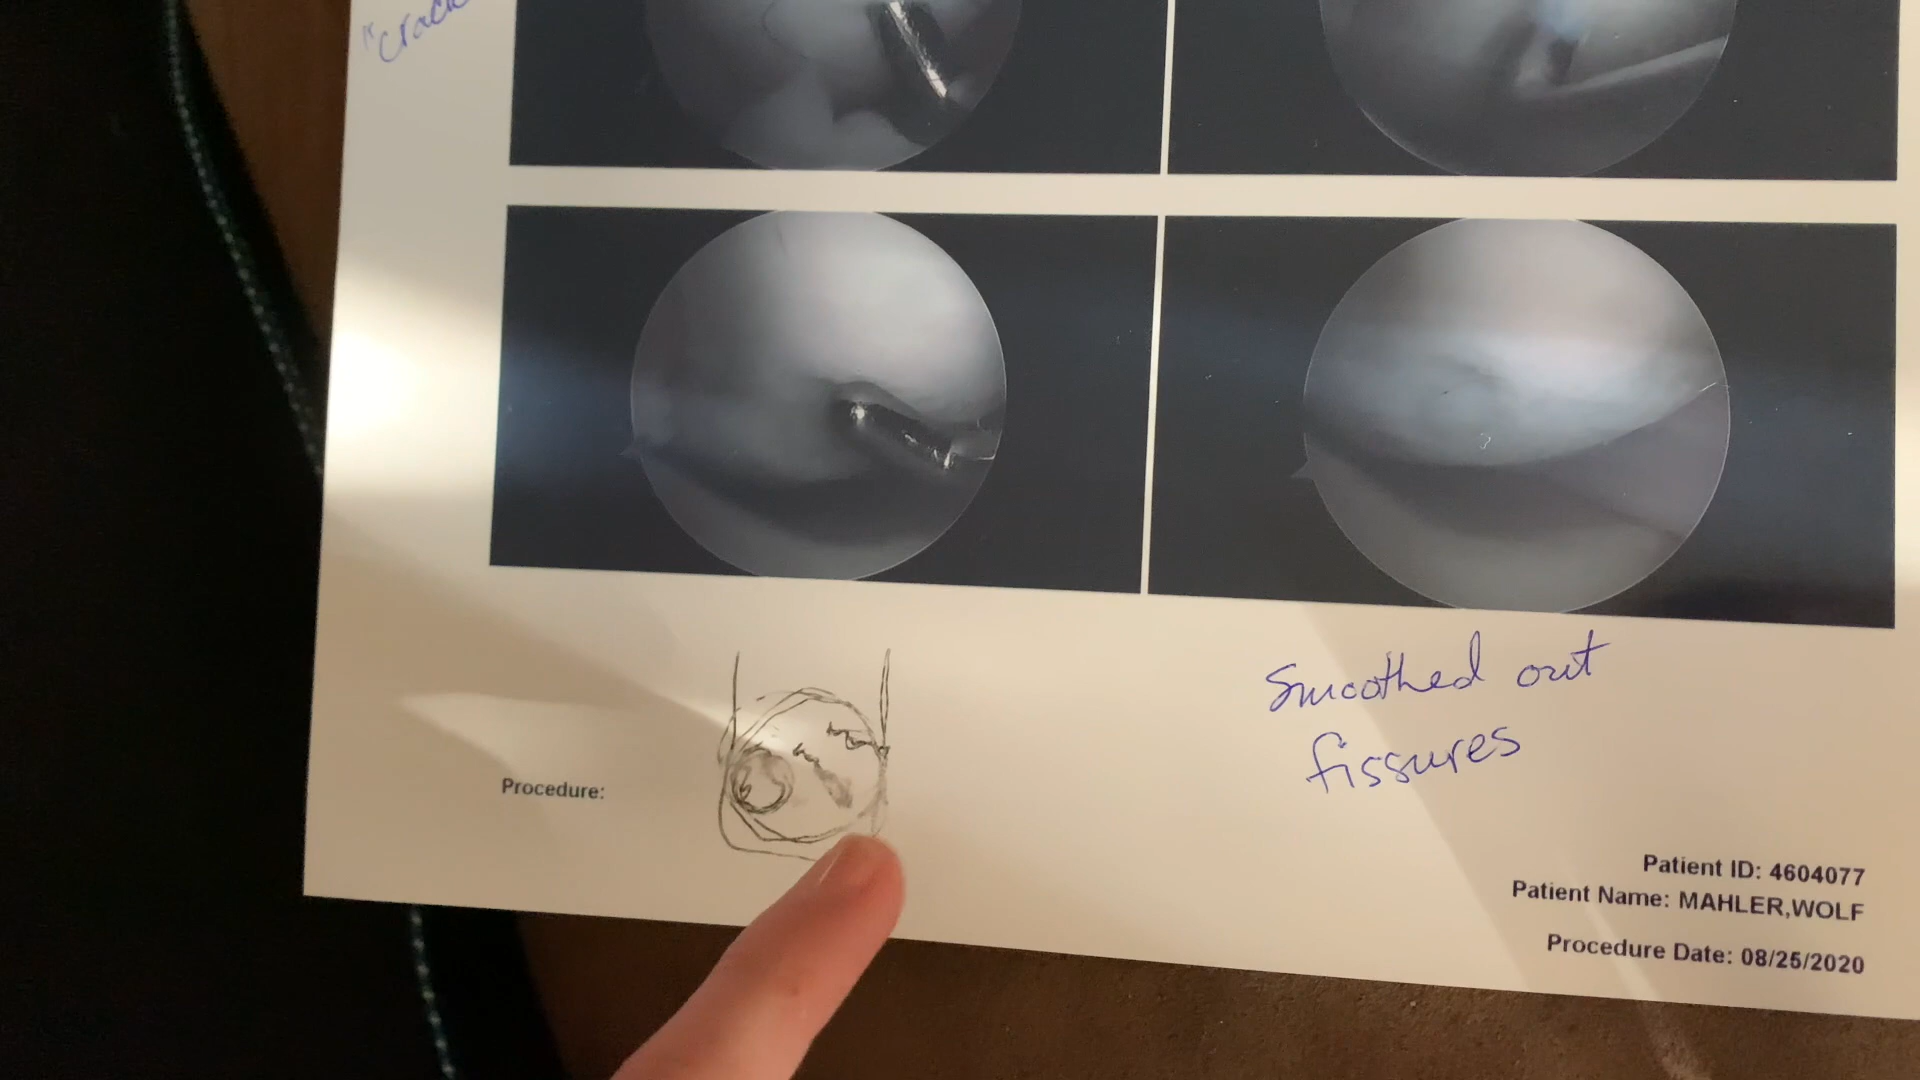 Smoothed out
fissures
Procedure:
Patient ID: 4604077
Patient Name: MAHLER,WOLF
Procedure Date: 08/25/2020